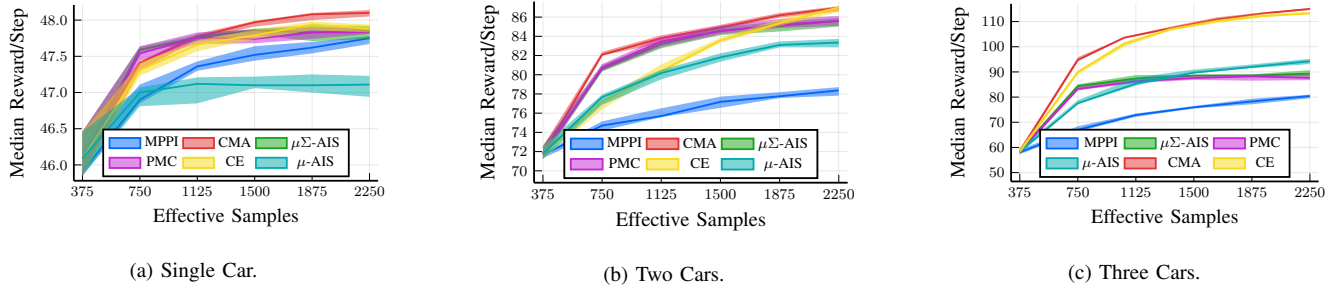 Median Reward/Step
48.0
47.5
47.0
46.5
46.0
MPPI CMA μΣ-AIS
PMC CE μ-AIS
375 750 1125 1500 1875 2250
Effective Samples
(a) Single Car.
Median Reward/Step
86
84
82
80
78
76
74
72
70
MPPI CMA μΣ-AIS
PMC CE μ-AIS
375 750 1125 1500 1875 2250
Effective Samples
(b) Two Cars.
Median Reward/Step
110
100
90
80
70
60
50
MPPI μΣ-AIS PMC
μ-AIS CMA CE
375 750 1125 1500 1875 2250
Effective Samples
(c) Three Cars.